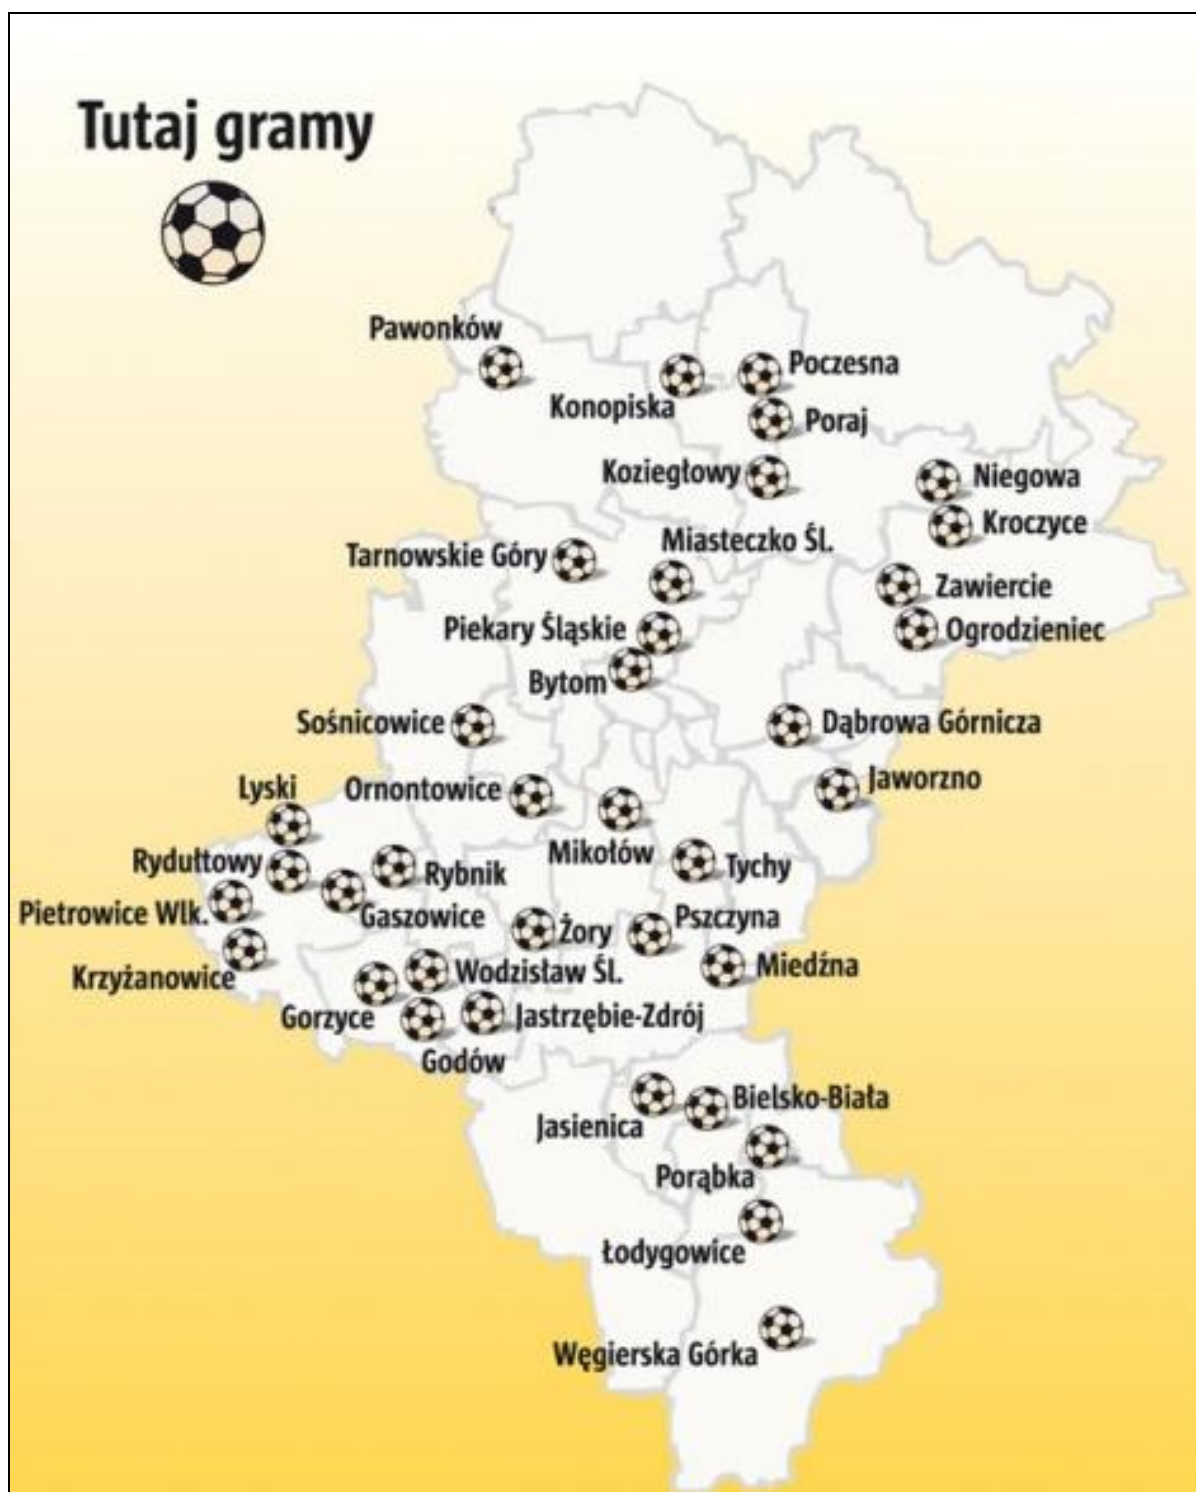 Tutaj gramy
Pawonków
Poczesna
Konopiska
Poraj
Koziegłowy
Niegowa
Kroczyce
Miasteczko Śl.
Tarnowskie Góry
Zawiercie
Piekary Śląskie
Ogrodzieniec
Bytom
Sośnicowice
Dąbrowa Górnicza
Jaworzno
Lyski
Ornontowice
Mikołów
Rydułtowy
Tychy
Rybnik
Pietrowice Wlk.
Gaszowice
Pszczyna
Żory
Miedźna
Krzyżanowice
Wodzisław Śl.
Gorzyce
Jastrzębie-Zdrój
Godów
Bielsko-Biała
Jasienica
Porąbka
Łodygowice
Węgierska Górka